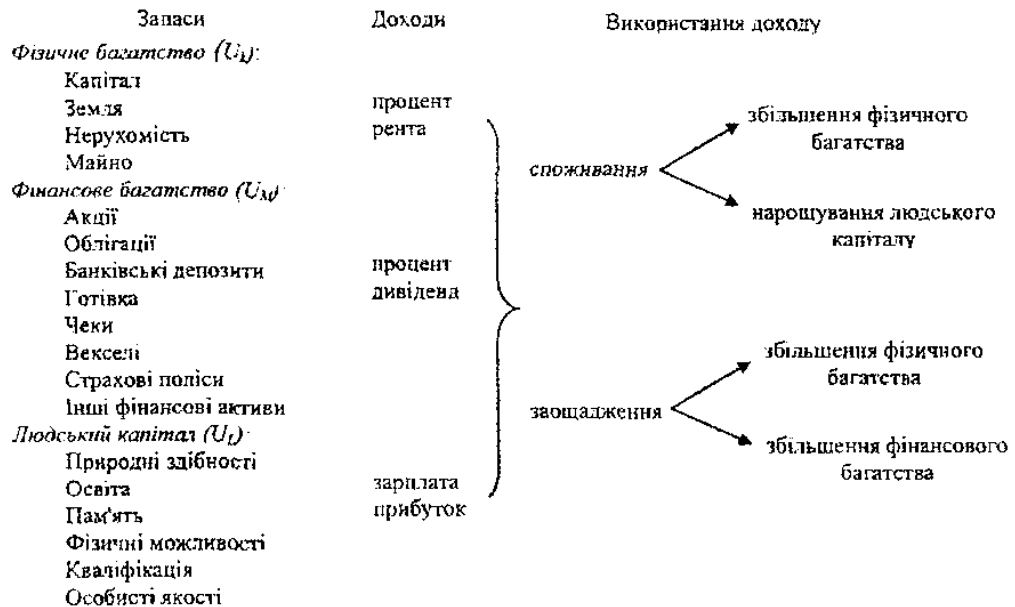 Запаси Доходи Використання доходу
Фізичне багатство (U_k):
Капітал
Земля
Нерухомість
Майно
процент
рента
Фінансове багатство (U_M):
Акції
Облігації
Банківські депозити
Готівка
Чеки
Векселі
Страхові поліси
Інші фінансові активи
процент
дивіденд
Людський капітал (U_L):
Природні здібності
Освіта
Пам'ять
Фізичні можливості
Кваліфікація
Особисті якості
зарплата
прибуток
споживання
збільшення фізичного
багатства
нарощування людського
капіталу
заощадження
збільшення фізичного
багатства
збільшення фінансового
багатства